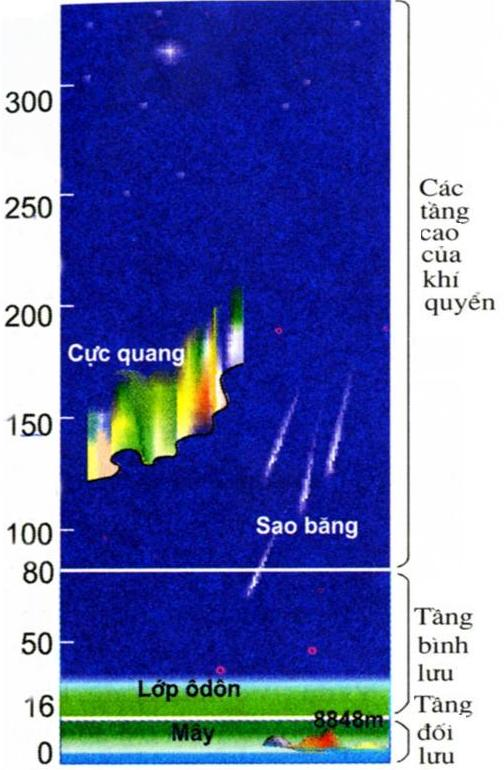 300
250
200
150
100
80
50
16
0
Cực quang
Sao băng
Lớp ôdôn
8848m
Mây
Các
tầng
cao
của
khí
quyển
Tầng
bình
lưu
Tầng
đối
lưu